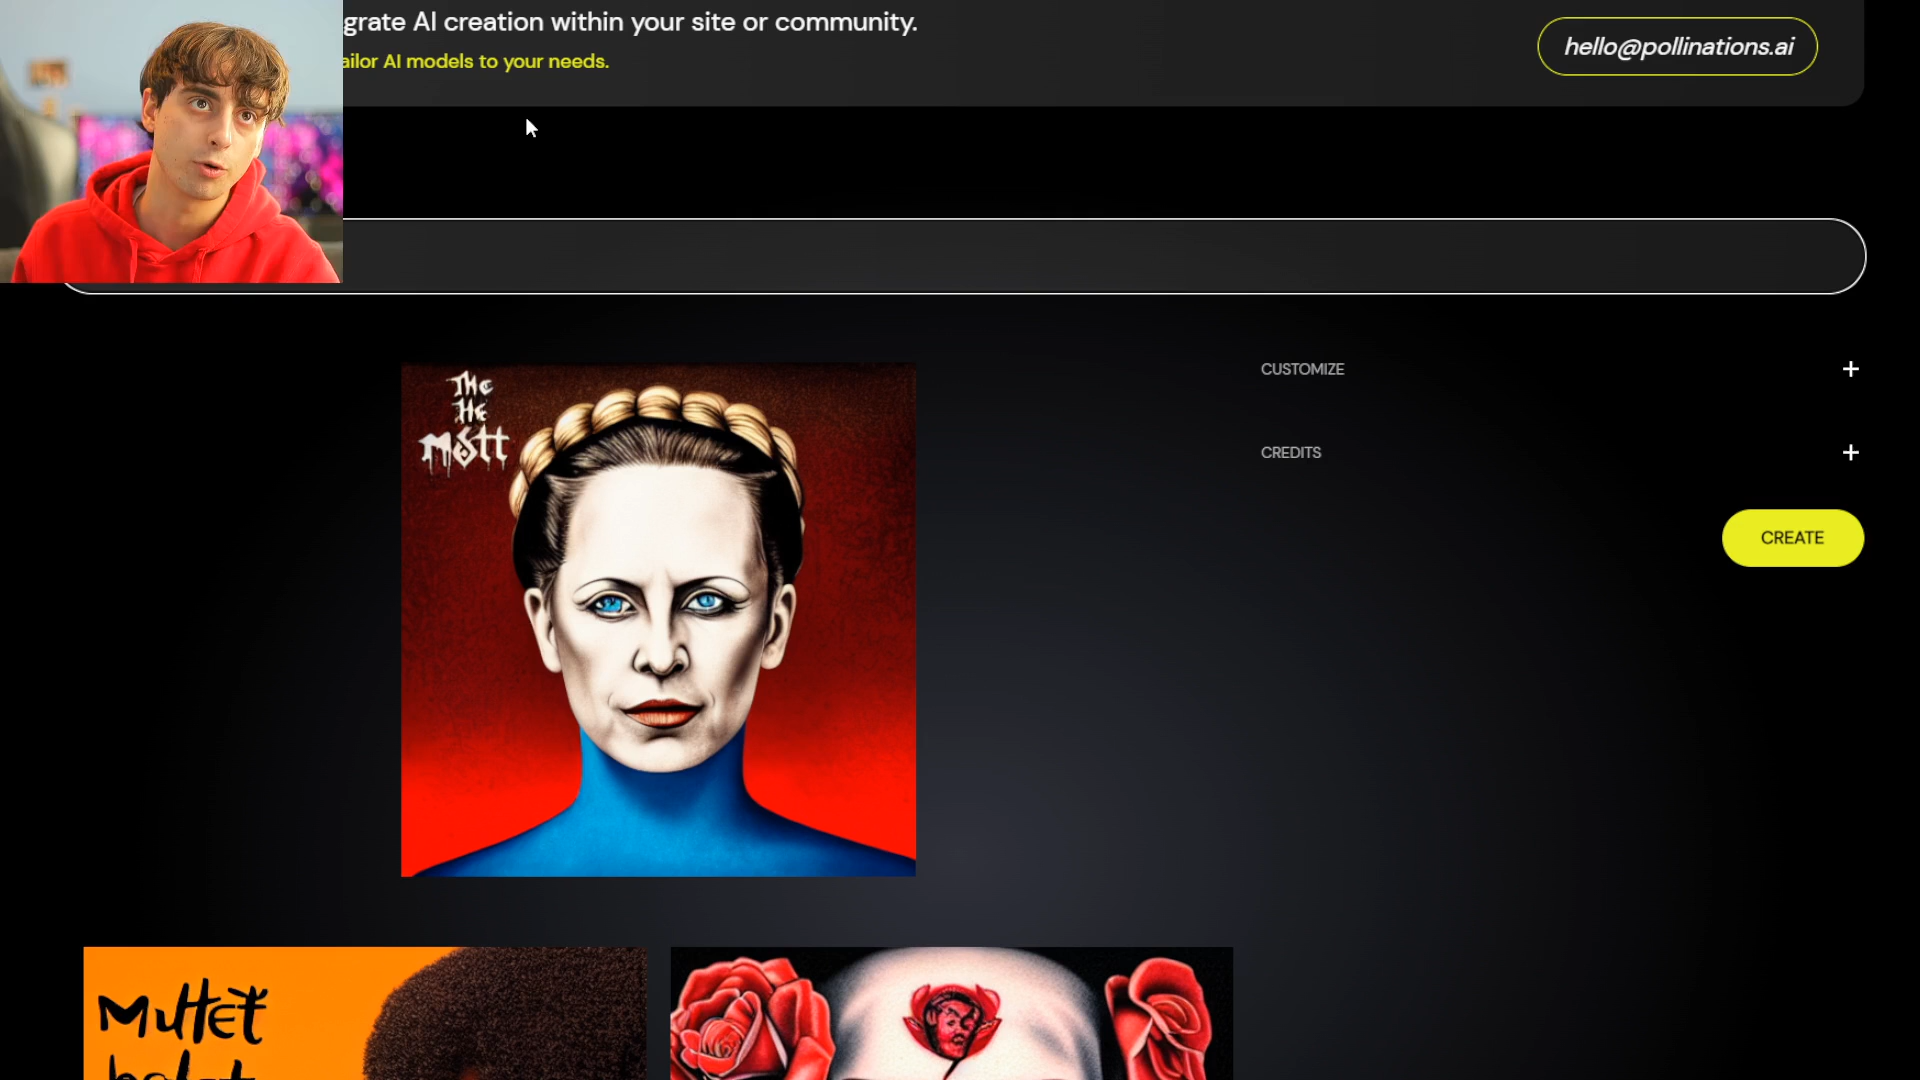 grate AI creation within your site or community.
ailor AI models to your needs.
hello@pollinations.ai
CUSTOMIZE
CREDITS
CREATE
The
He
Mott
Muttet